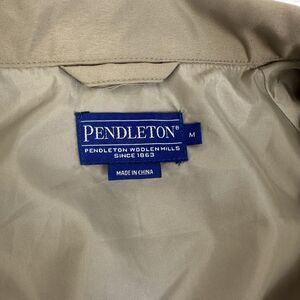 PENDLETON® M
PENDLETON WOOLEN MILLS
SINCE 1863
MADE IN CHINA